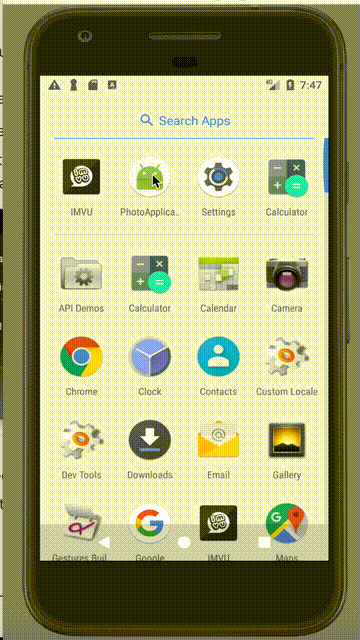 4G 7:47
Search Apps
IMVU PhotoApplica.. Settings Calculator
API Demos Calculator Calendar Camera
Chrome Clock Contacts Custom Locale
Dev Tools Downloads Email Gallery
Gestures Buil Google IMVU Maps